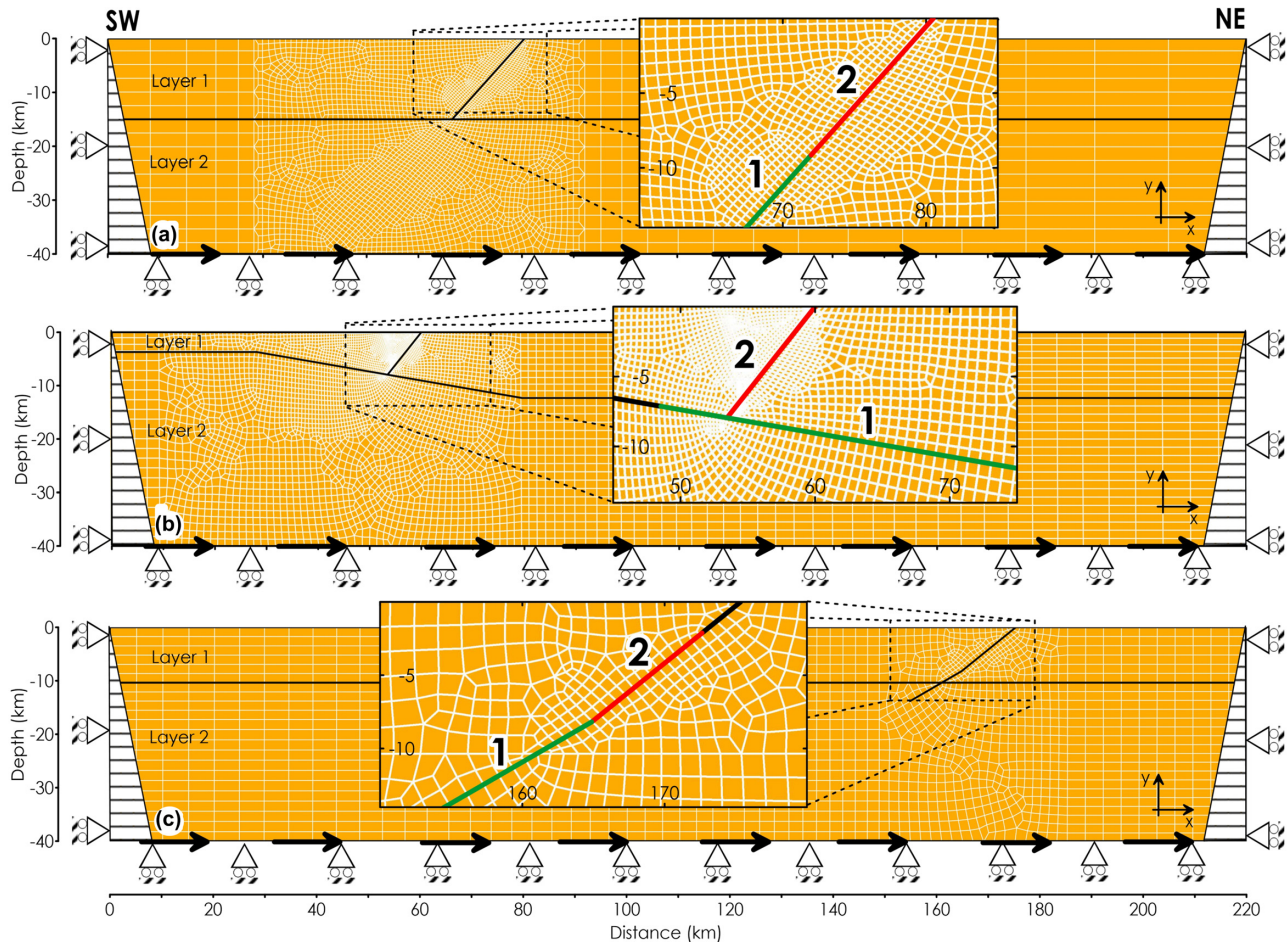 SW NE
0
-10
-20
-30
-40
Depth (km)
Layer 1
Layer 2
(a)
2
1
-5
-10
70 80
y
x
0
-10
-20
-30
-40
Depth (km)
Layer 1
Layer 2
(b)
2
1
-5
-10
50 60 70
y
x
0
-10
-20
-30
-40
Depth (km)
Layer 1
Layer 2
(c)
2
1
-5
-10
160 170
y
x
0 20 40 60 80 100 120 140 160 180 200 220
Distance (km)